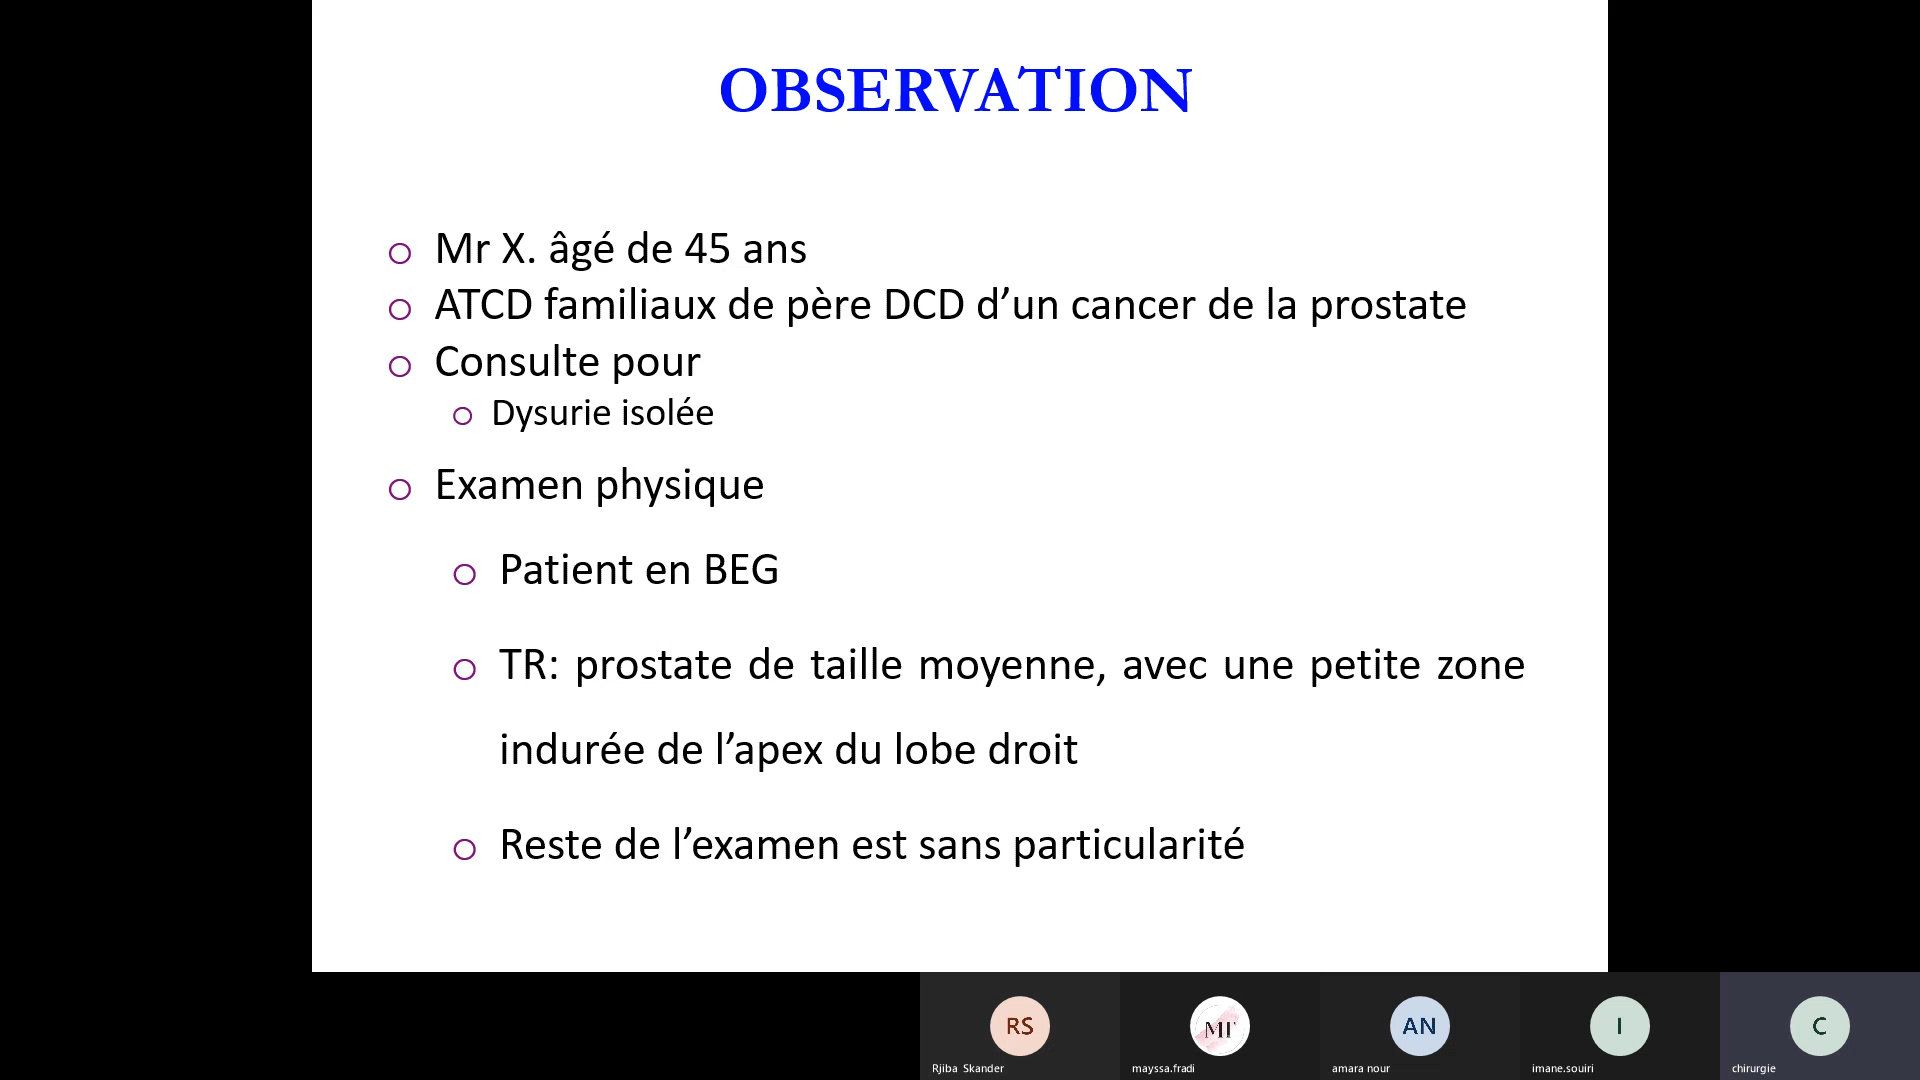 OBSERVATION
Mr X. âgé de 45 ans
ATCD familiaux de père DCD d’un cancer de la prostate
Consulte pour
Dysurie isolée
Examen physique
Patient en BEG
TR: prostate de taille moyenne, avec une petite zone
indurée de l’apex du lobe droit
Reste de l’examen est sans particularité
RS
MF
AN
I
C
Rjiba Skander
mayssa.fradi
amara nour
imane.souiri
chirurgie